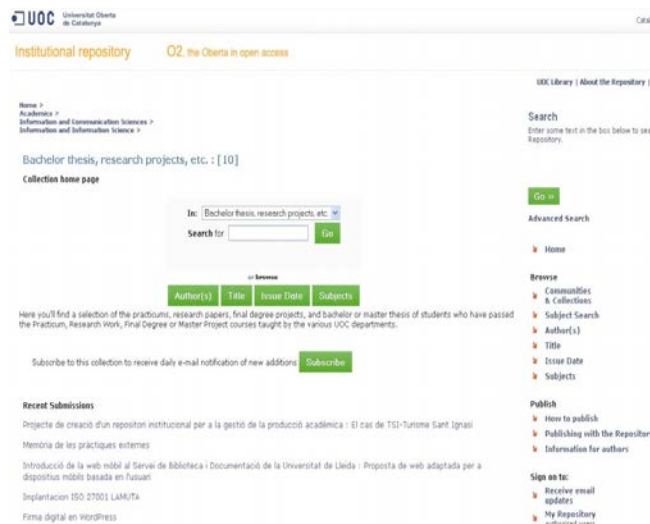 UOC Universitat Oberta
de Catalunya
Institutional repository
O2, the Oberta in open access
UOC Library | About the Repository |
Home >
Academics >
Information and Communication Sciences >
Information and Information Science >
Bachelor thesis, research projects, etc. : [10]
Collection home page
In: Bachelor thesis, research projects, etc
Search for Go
or browse
Author(s) Title Issue Date Subjects
Here you'll find a selection of the practicums, research papers, final degree projects, and bachelor or master thesis of students who have passed
the Practicum, Research Work, Final Degree or Master Project courses taught by the various UOC departments.
Subscribe to this collection to receive daily e-mail notification of new additions Subscribe
Recent Submissions
Projecte de creació d'un repositori institucional per a la gestió de la producció acadèmica : El cas de TSI-Turisme Sant Ignasi
Memòria de les pràctiques externes
Introducció de la web mòbil al Servei de Biblioteca i Documentació de la Universitat de Lleida : Proposta de web adaptada per a
dispositius mòbils basada en l'usuari
Implantacion ISO 27001 LAMUTA
Firma digital en WordPress
Search
Enter some text in the box below to
Repository.
Go »
Advanced Search
Home
Browse
Communities
& Collections
Subject Search
Author(s)
Title
Issue Date
Subjects
Publish
How to publish
Publishing with the
Information for authors
Sign on to:
Receive email
updates
My Repository